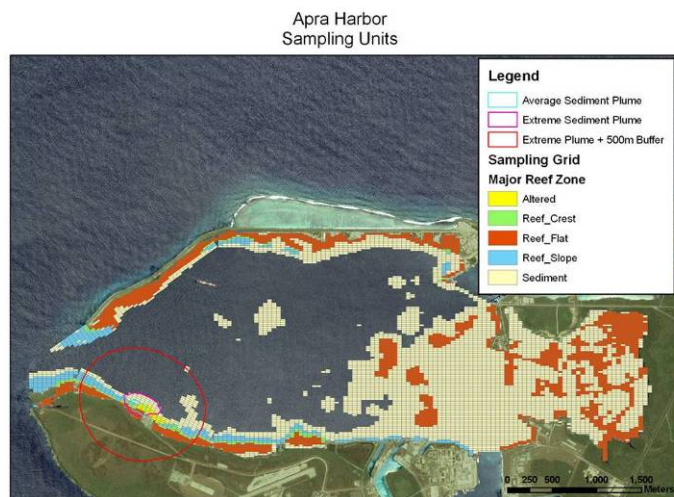 Apra Harbor
Sampling Units
Legend
Average Sediment Plume
Extreme Sediment Plume
Extreme Plume + 500m Buffer
Sampling Grid
Major Reef Zone
Altered
Reef_Crest
Reef_Flat
Reef_Slope
Sediment
0 250 500 1,000 1,500
Meters